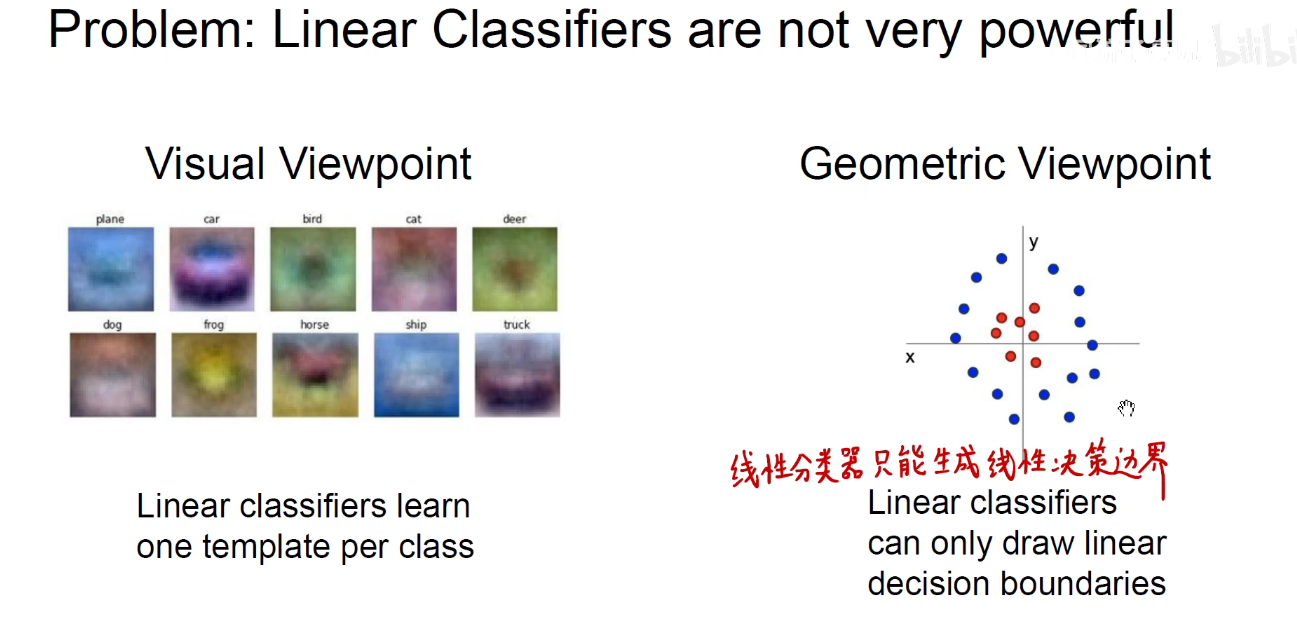 Problem: Linear Classifiers are not very powerful
bilibili
Visual Viewpoint
plane car bird cat deer
dog frog horse ship truck
Linear classifiers learn
one template per class
Geometric Viewpoint
y
x
线性分类器只能生成线性决策边界
Linear classifiers
can only draw linear
decision boundaries